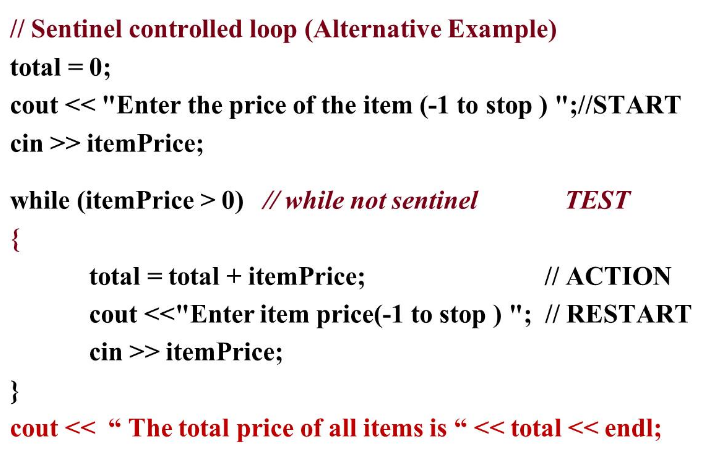 // Sentinel controlled loop (Alternative Example)
total = 0;
cout << "Enter the price of the item (-1 to stop ) ";//START
cin >> itemPrice;
while (itemPrice > 0) // while not sentinel TEST
{
total = total + itemPrice; // ACTION
cout <<"Enter item price(-1 to stop ) "; // RESTART
cin >> itemPrice;
}
cout << “ The total price of all items is “ << total << endl;